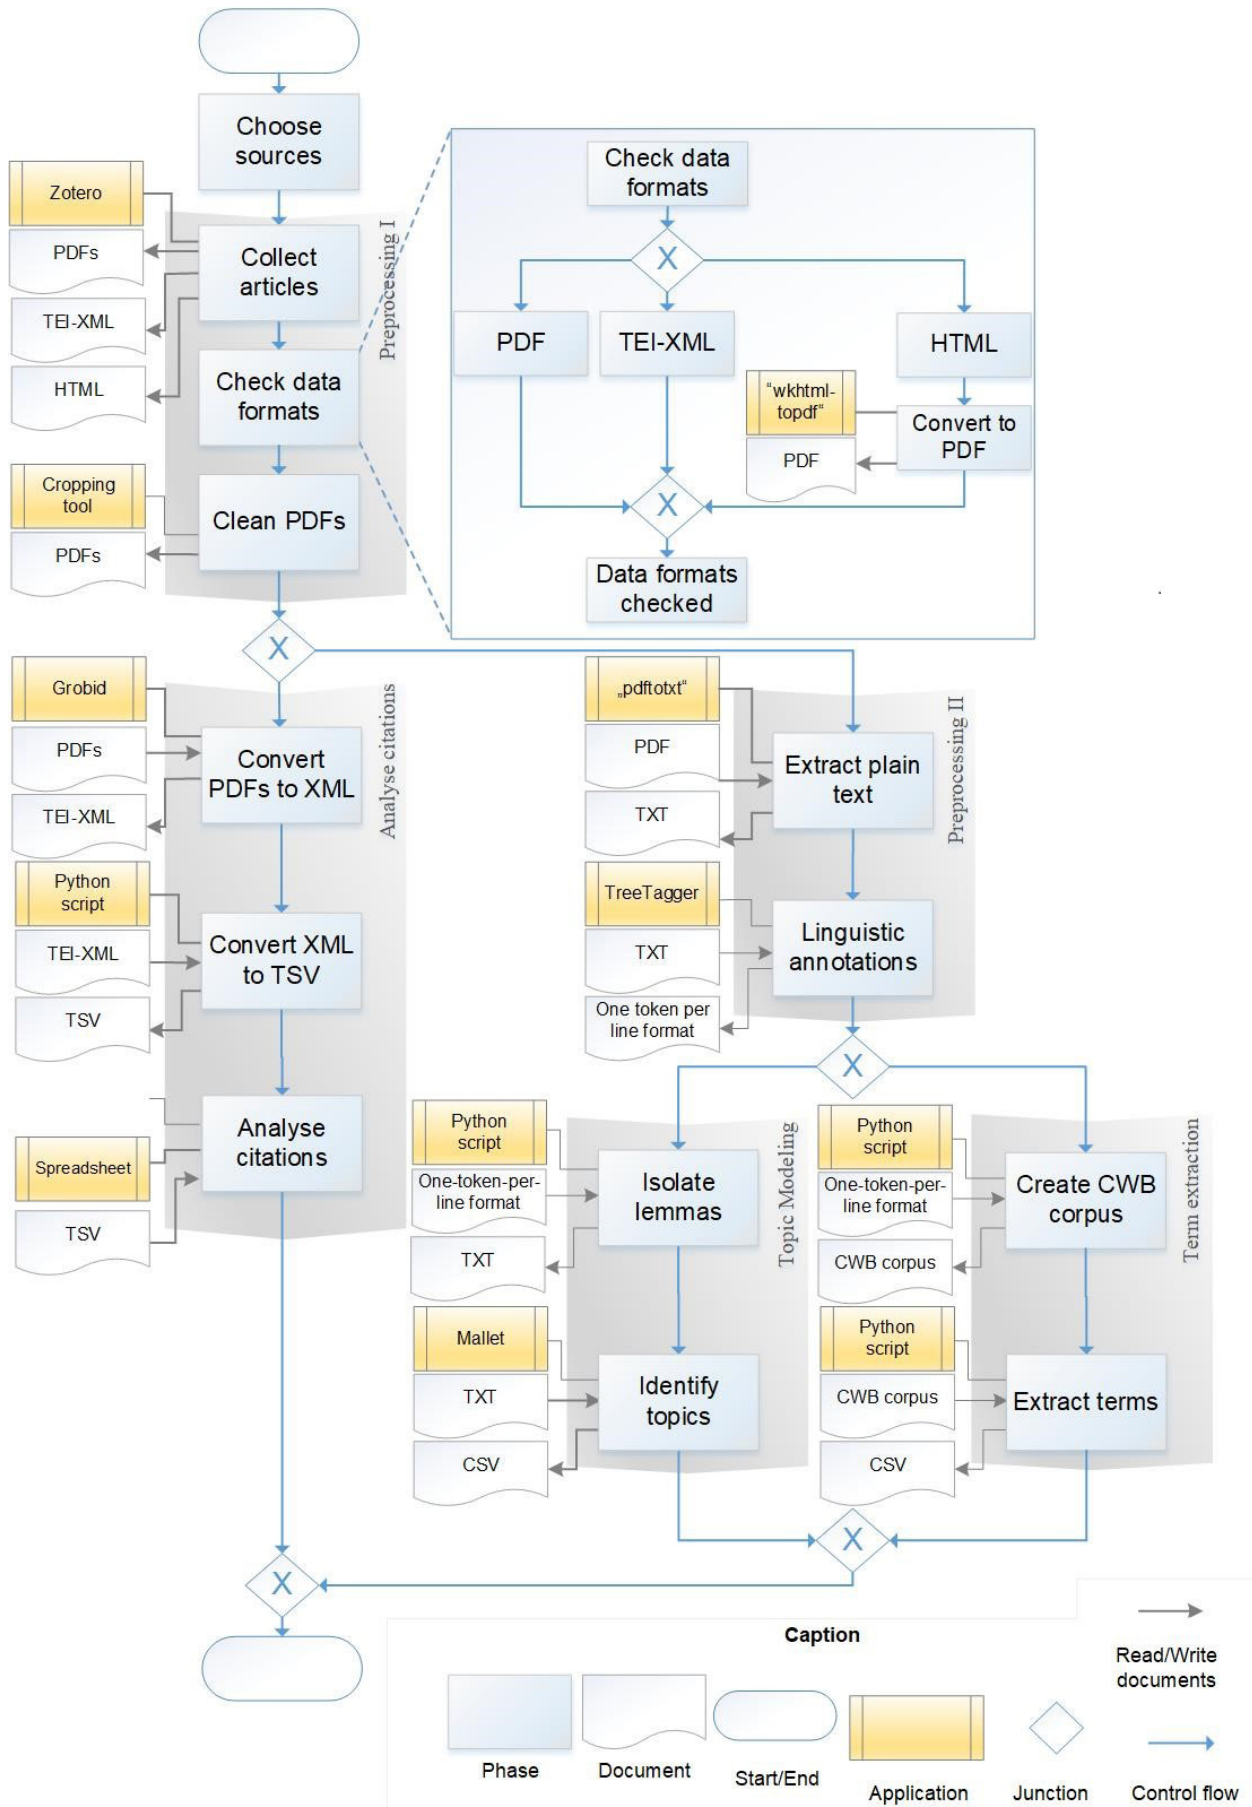 Choose
sources
Zotero
PDFs
TEI-XML
HTML
Collect
articles
Check data
formats
Cropping
tool
PDFs
Clean PDFs
Preprocessing I
Check data
formats
X
PDF
TEI-XML
HTML
“wkhtml-
topdf“
PDF
Convert to
PDF
X
Data formats
checked
.
X
Grobid
PDFs
TEI-XML
Convert
PDFs to XML
Python
script
TEI-XML
TSV
Convert XML
to TSV
Spreadsheet
TSV
Analyse
citations
Analyse citations
„pdftotxt“
PDF
TXT
Extract plain
text
TreeTagger
TXT
One token per
line format
Linguistic
annotations
Preprocessing II
X
Python
script
One-token-per-
line format
TXT
Isolate
lemmas
Mallet
TXT
CSV
Identify
topics
Topic Modeling
Python
script
One-token-per-
line format
CWB corpus
Create CWB
corpus
Python
script
CWB corpus
CSV
Extract terms
Term extraction
X
X
Caption
Phase
Document
Start/End
Application
Junction
Read/Write
documents
Control flow